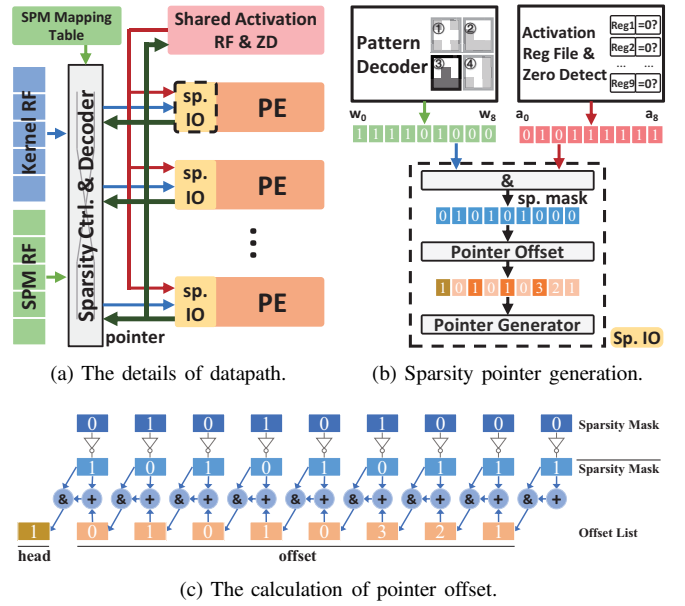 SPM Mapping
Table
Shared Activation
RF & ZD
Kernel RF
SPM RF
Sparsity Ctrl. & Decoder
sp.
IO
PE
sp.
IO
PE
sp.
IO
PE
pointer
(a) The details of datapath.
Pattern
Decoder
① ②
③ ④
Activation
Reg File &
Zero Detect
Reg1 =0?
Reg2 =0?
... ...
Reg9 =0?
w0 w8
a0 a8
1 1 1 1 0 1 0 0 0
0 1 0 1 1 1 1 1 1
&
sp. mask
0 1 0 1 0 1 0 0 0
Pointer Offset
1 0 1 0 1 0 3 2 1
Pointer Generator
Sp. IO
(b) Sparsity pointer generation.
0 1 0 1 0 1 0 0 0 Sparsity Mask
1 0 1 0 1 0 1 1 1 Sparsity Mask
& + & + & + & + & + & + & + & + & +
1 0 1 0 1 0 3 2 1 Offset List
head offset
(c) The calculation of pointer offset.